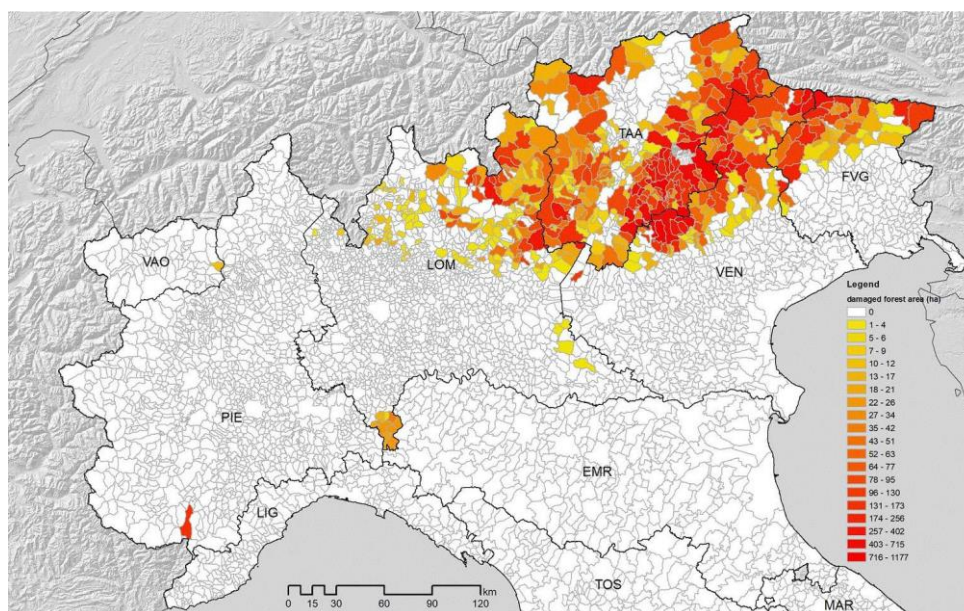 TAA
FVG
VAO
LOM
VEN
Legend
damaged forest area (ha)
0
1 - 4
5 - 6
7 - 9
10 - 12
13 - 17
18 - 21
22 - 26
27 - 34
35 - 42
43 - 51
52 - 63
64 - 77
78 - 95
96 - 130
131 - 173
174 - 256
257 - 402
403 - 715
716 - 1177
PIE
EMR
LIG
km
0 15 30 60 90 120
TOS
MAR